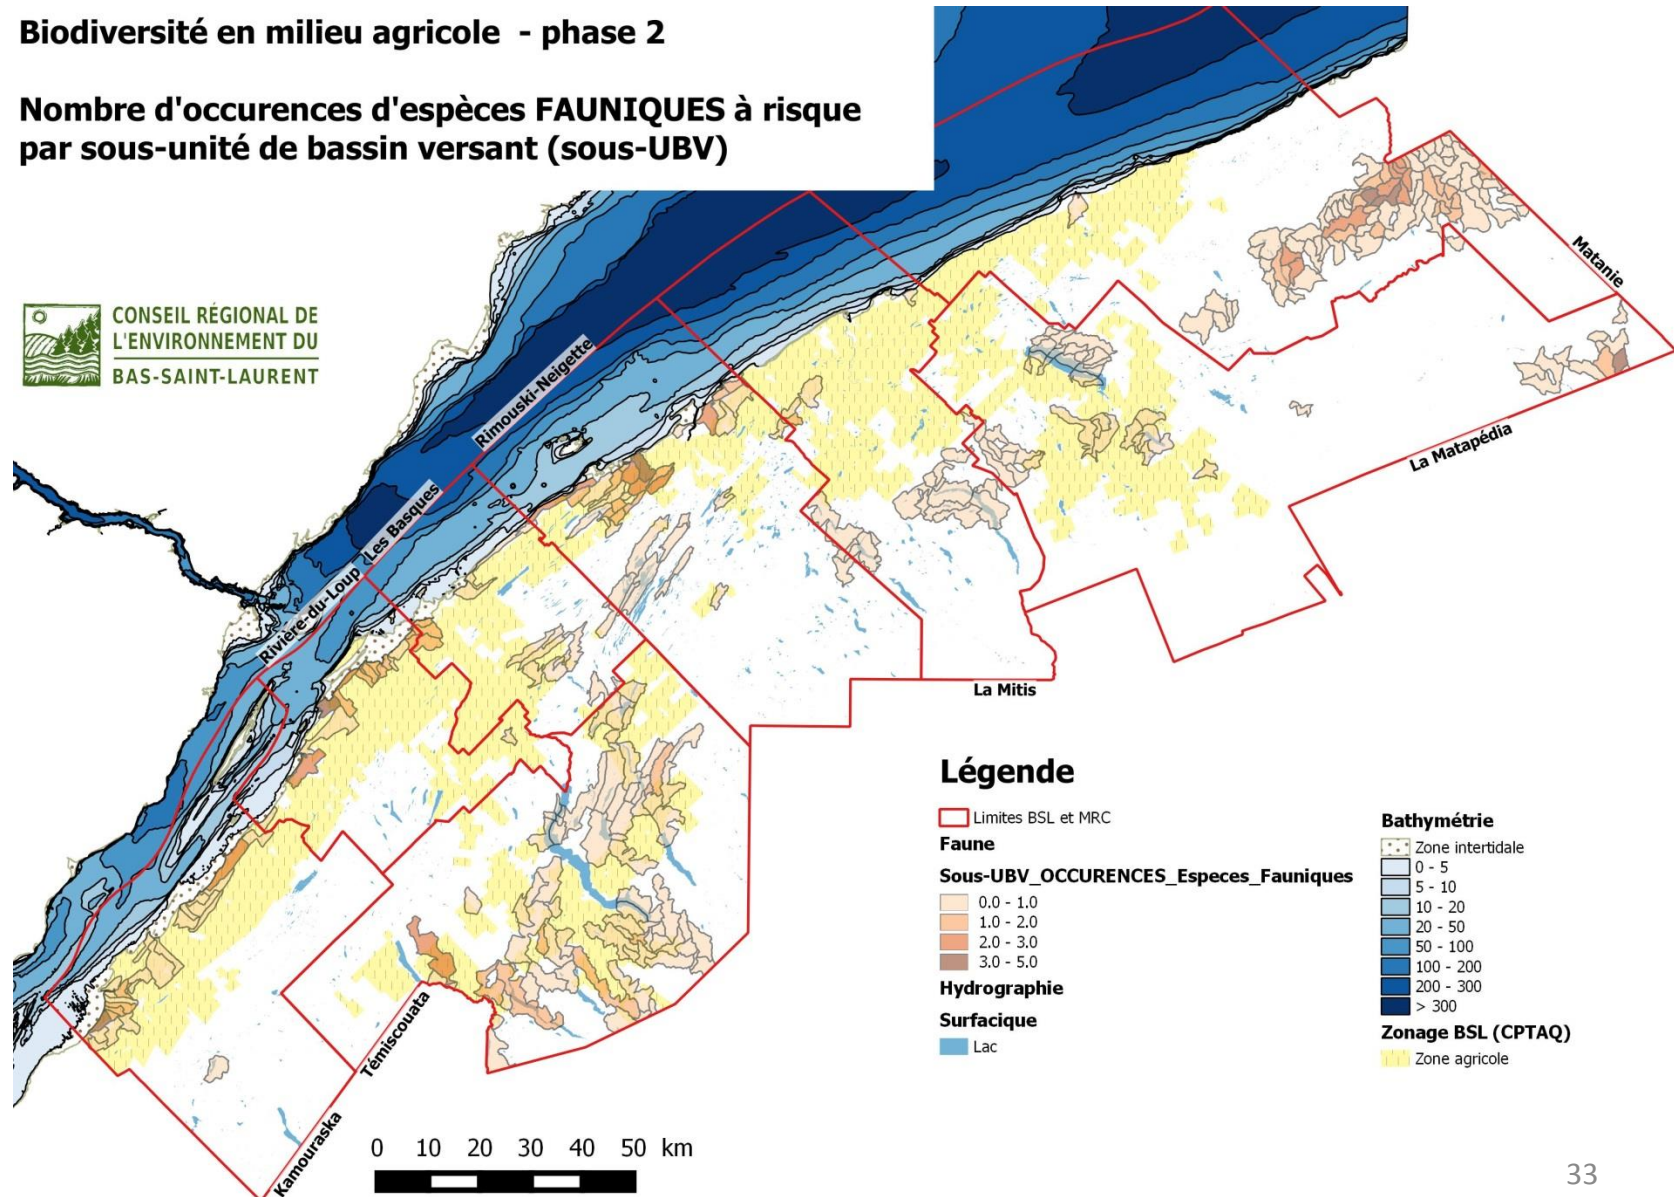 Biodiversité en milieu agricole - phase 2
Nombre d'occurences d'espèces FAUNIQUES à risque
par sous-unité de bassin versant (sous-UBV)
CONSEIL RÉGIONAL DE
L'ENVIRONNEMENT DU
BAS-SAINT-LAURENT
Matanie
La Matapédia
Rimouski-Neigette
Les Basques
Rivière-du-Loup
La Mitis
Témiscouata
Kamouraska
Légende
Limites BSL et MRC
Faune
Sous-UBV_OCCURENCES_Especes_Fauniques
0.0 - 1.0
1.0 - 2.0
2.0 - 3.0
3.0 - 5.0
Hydrographie
Surfacique
Lac
Bathymétrie
Zone intertidale
0 - 5
5 - 10
10 - 20
20 - 50
50 - 100
100 - 200
200 - 300
> 300
Zonage BSL (CPTAQ)
Zone agricole
0 10 20 30 40 50 km
33